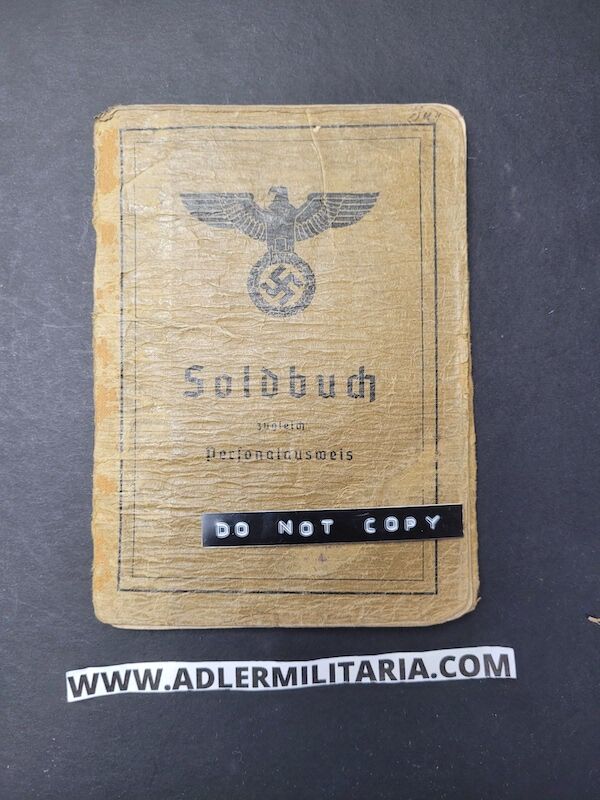 Soldbuch
zugleich
Personalausweis
DO NOT COPY
WWW.ADLERMILITARIA.COM